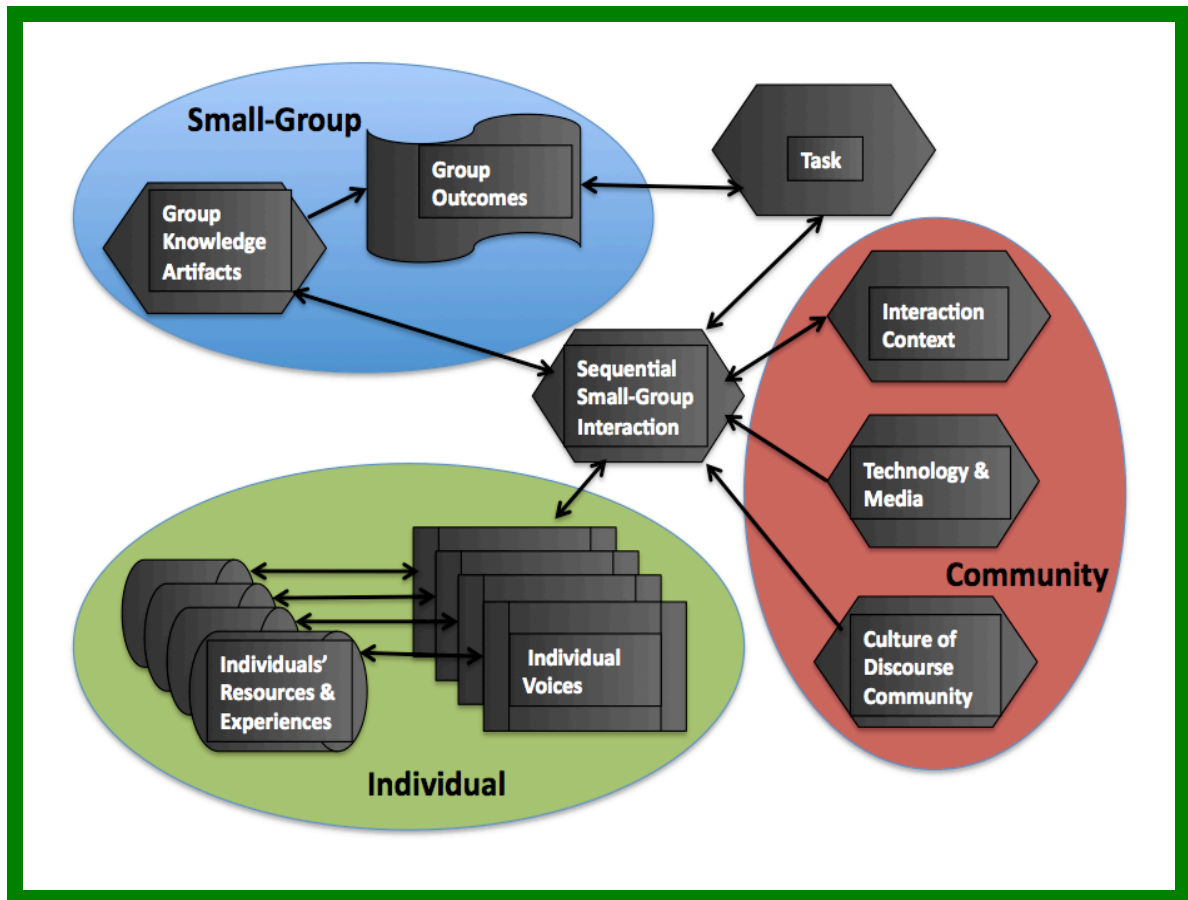 Small-Group
Group
Outcomes
Group
Knowledge
Artifacts
Task
Interaction
Context
Sequential
Small-Group
Interaction
Technology &
Media
Community
Culture of
Discourse
Community
Individuals’
Resources &
Experiences
Individual
Voices
Individual